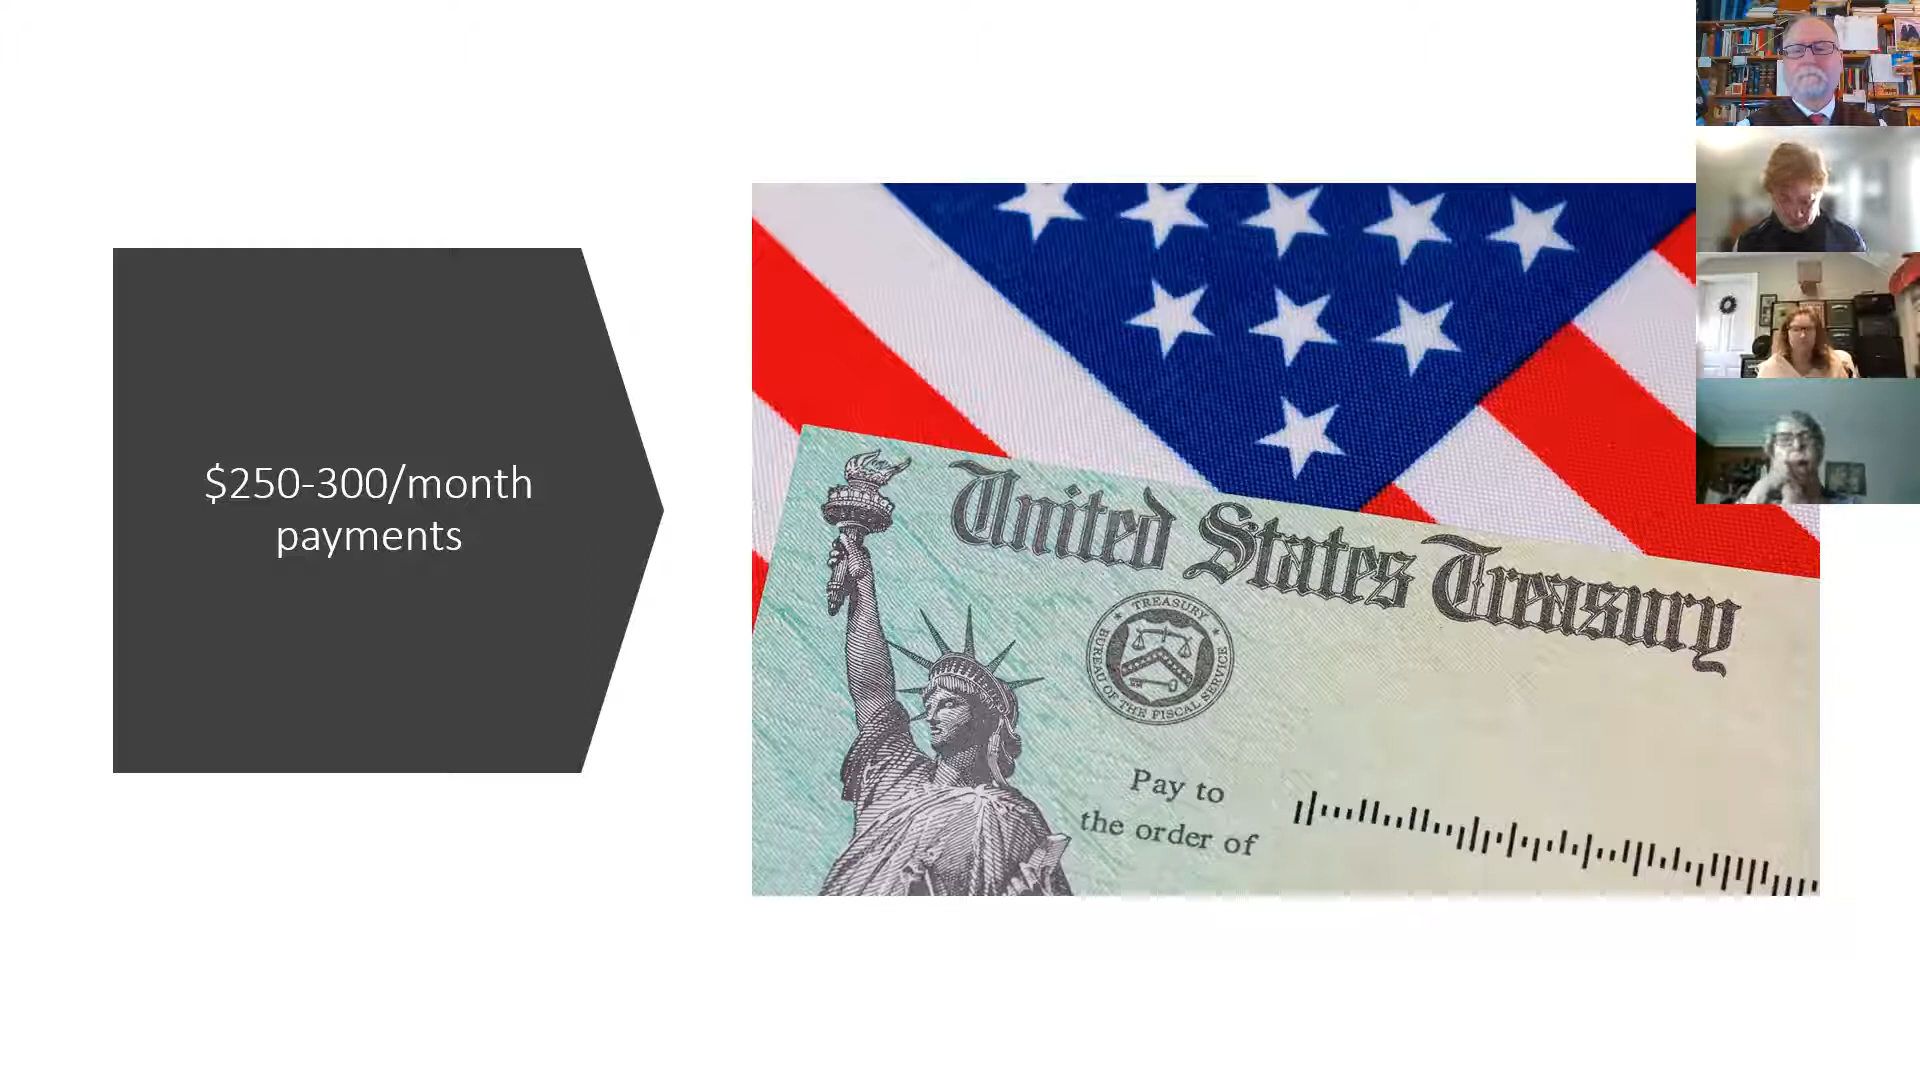 $250-300/month
payments
United States Treasury
TREASURY
BUREAU OF THE FISCAL SERVICE
Pay to
the order of